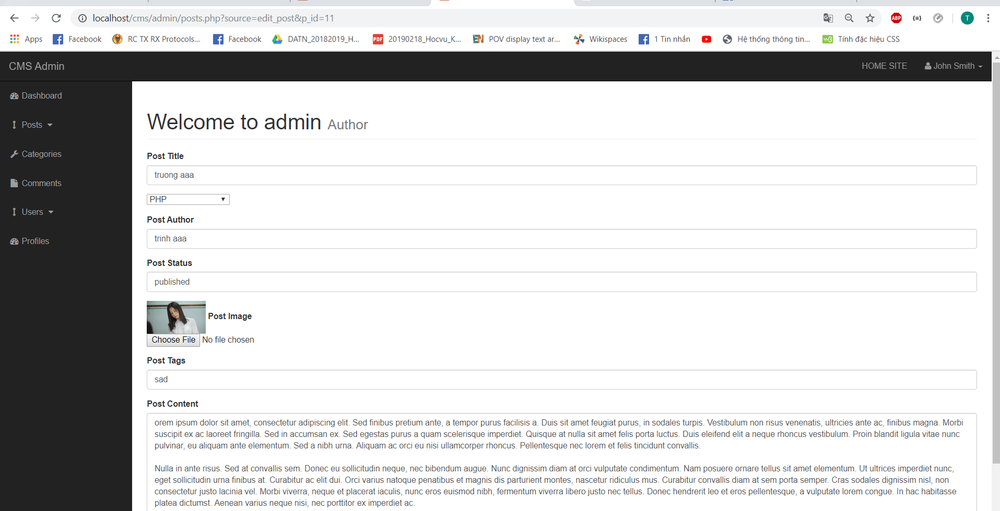 localhost/cms/admin/posts.php?source=edit_post&p_id=11
ABP
T
Apps Facebook RC TX RX Protocols... Facebook DATN_20182019_H... PDF 20190218_Hocvu_K... EN POV display text ar... Wikispaces 1 Tin nhắn Hệ thống thông tin... w3 Tính đặc hiệu CSS
CMS Admin HOME SITE John Smith
Dashboard
Posts
Categories
Comments
Users
Profiles
Welcome to admin Author
Post Title
truong aaa
PHP
Post Author
trinh aaa
Post Status
published
Post Image
Choose File No file chosen
Post Tags
sad
Post Content
orem ipsum dolor sit amet, consectetur adipiscing elit. Sed finibus pretium ante, a tempor purus facilisis a. Duis sit amet feugiat purus, in sodales turpis. Vestibulum non risus venenatis, ultricies ante ac, finibus magna. Morbi
suscipit ex ac laoreet fringilla. Sed in accumsan ex. Sed egestas purus a quam scelerisque imperdiet. Quisque at nulla sit amet felis porta luctus. Duis eleifend elit a neque rhoncus vestibulum. Proin blandit ligula vitae nunc
pulvinar, eu aliquam ante elementum. Sed a nibh urna. Aliquam ac orci eu nisi ullamcorper rhoncus. Pellentesque nec lorem et felis tincidunt convallis.
Nulla in ante risus. Sed at convallis sem. Donec eu sollicitudin neque, nec bibendum augue. Nunc dignissim diam at orci vulputate condimentum. Nam posuere ornare tellus sit amet elementum. Ut ultrices imperdiet nunc,
eget sollicitudin urna finibus at. Curabitur ac elit dui. Orci varius natoque penatibus et magnis dis parturient montes, nascetur ridiculus mus. Curabitur convallis diam at sem porta semper. Cras sodales dignissim nisl, non
consectetur justo lacinia vel. Morbi viverra, neque et placerat iaculis, nunc eros euismod nibh, fermentum viverra libero justo nec tellus. Donec hendrerit leo et eros pellentesque, a vulputate lorem congue. In hac habitasse
platea dictumst. Aenean varius neque nisi, nec porttitor ex imperdiet ac.